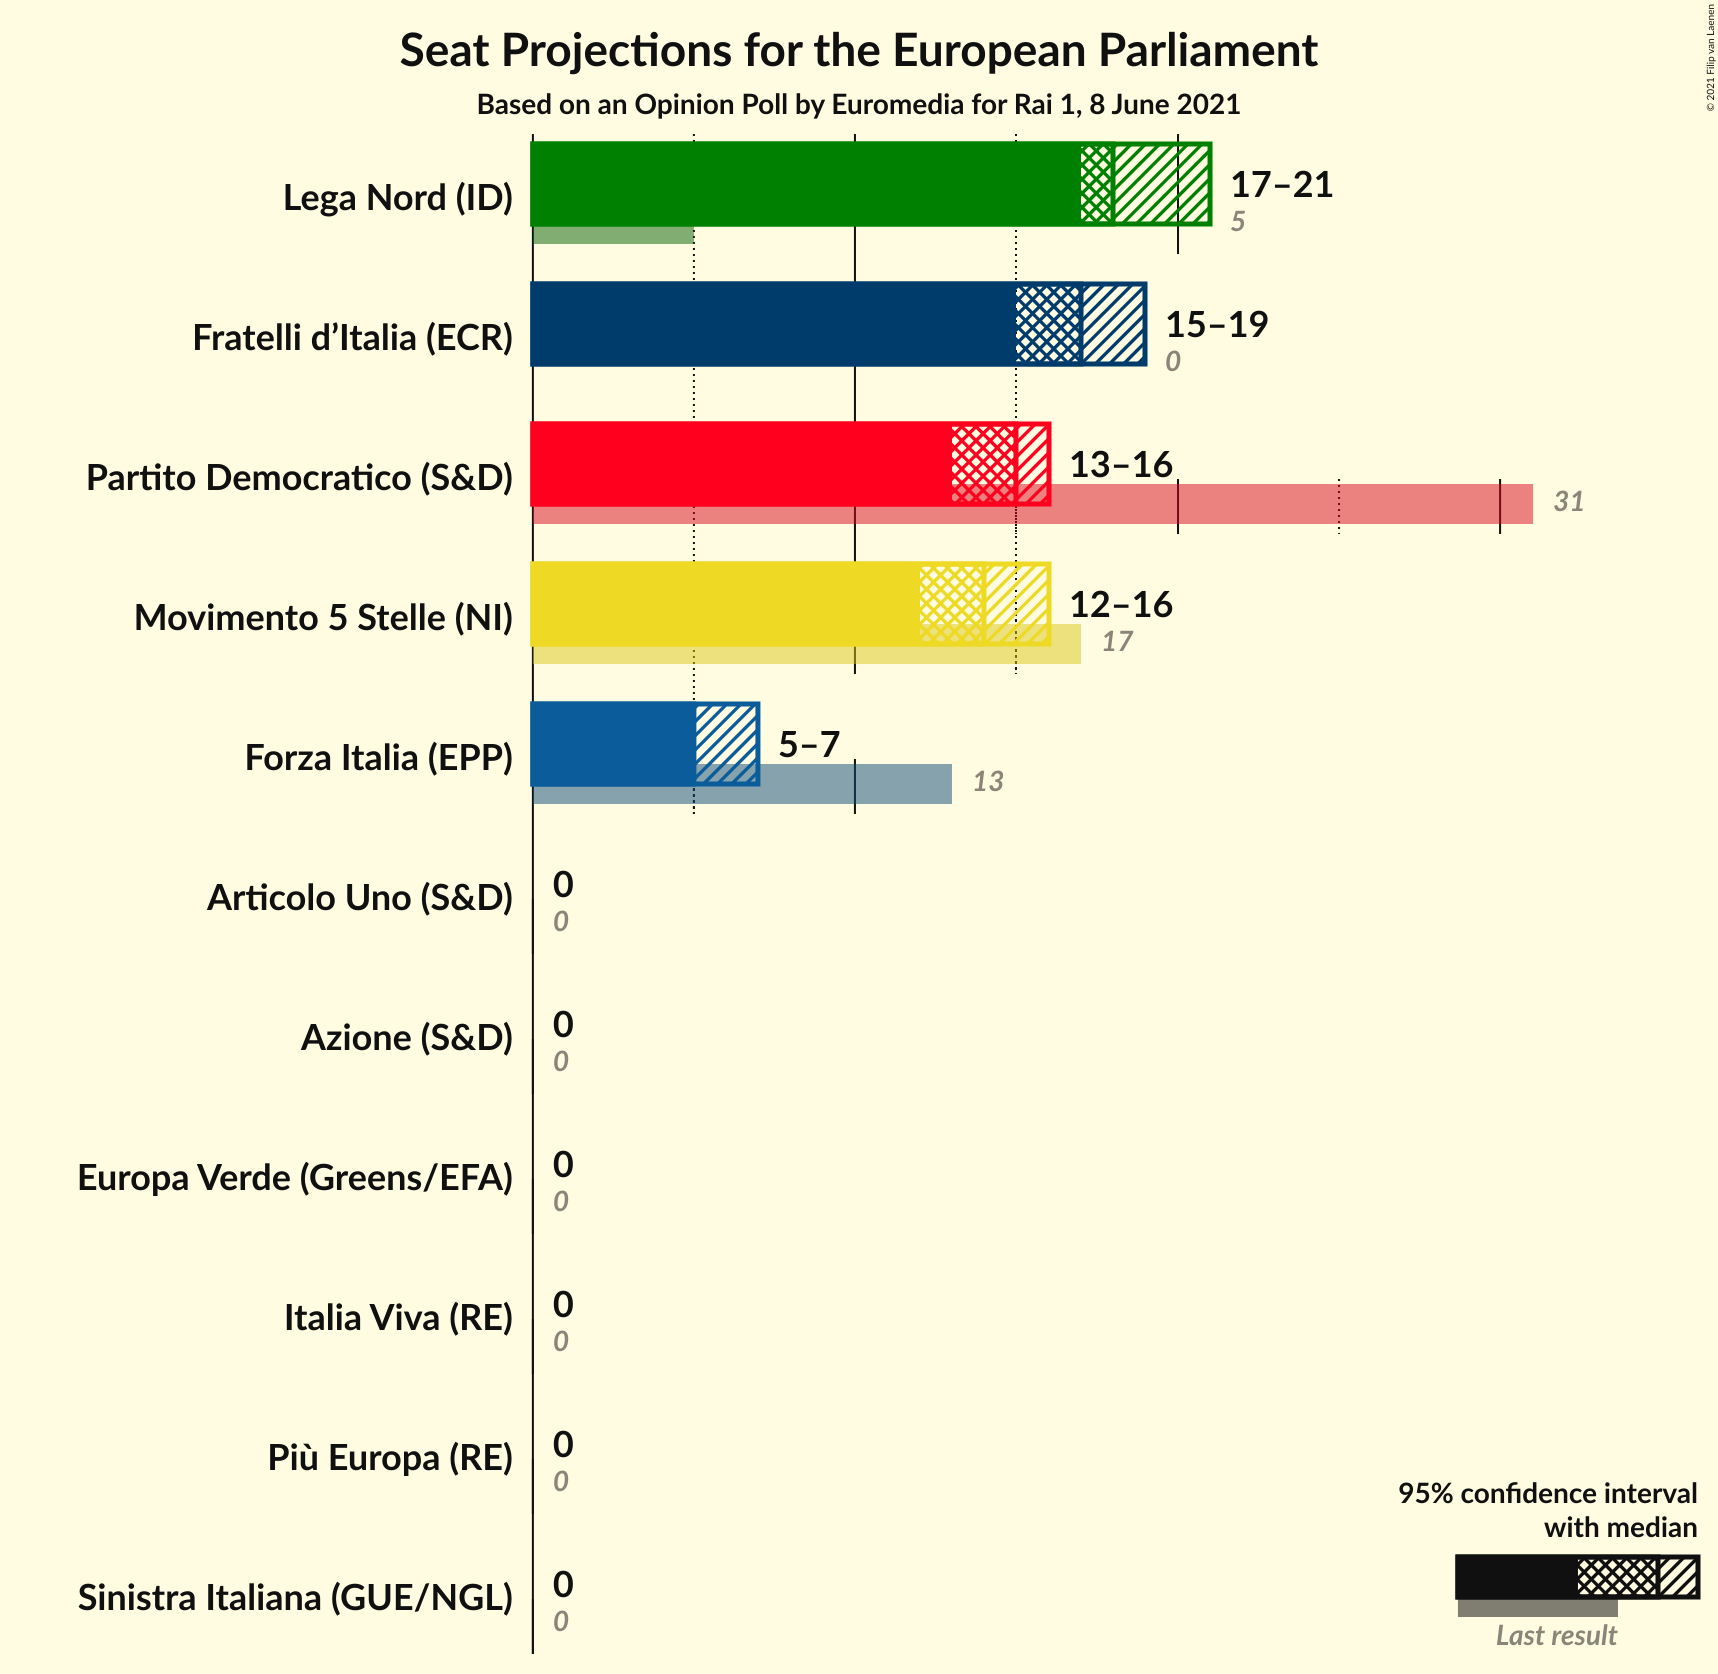 Seat Projections for the European Parliament
Based on an Opinion Poll by Euromedia for Rai 1, 8 June 2021
© 2021 Filip van Laenen
Lega Nord (ID)
17–21
5
Fratelli d’Italia (ECR)
15–19
0
Partito Democratico (S&D)
13–16
31
Movimento 5 Stelle (NI)
12–16
17
Forza Italia (EPP)
5–7
13
Articolo Uno (S&D)
0
0
Azione (S&D)
0
0
Europa Verde (Greens/EFA)
0
0
Italia Viva (RE)
0
0
Più Europa (RE)
0
0
Sinistra Italiana (GUE/NGL)
0
0
95% confidence interval
with median
Last result